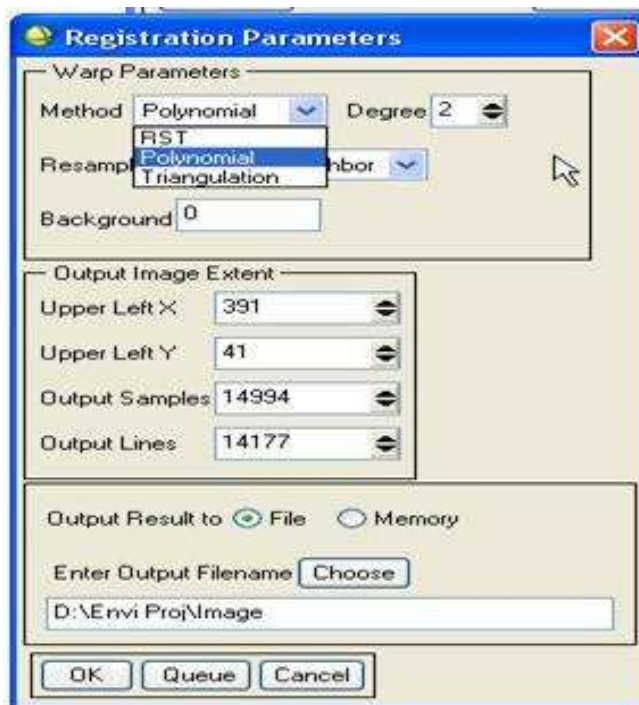 Registration Parameters
Warp Parameters
Method Polynomial Degree 2
RST
Polynomial
Triangulation
Background 0
Output Image Extent
Upper Left X 391
Upper Left Y 41
Output Samples 14994
Output Lines 14177
Output Result to File Memory
Enter Output Filename Choose
D:\Envi Proj\Image
OK Queue Cancel